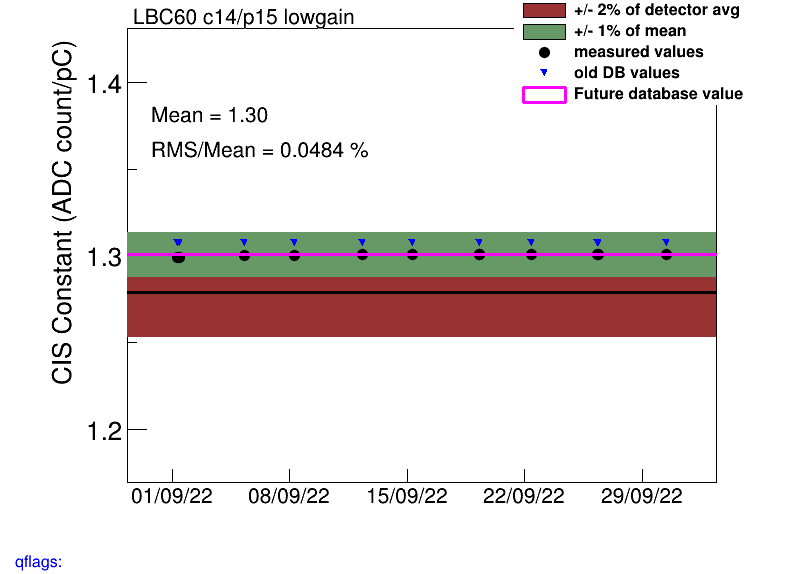 LBC60 c14/p15 lowgain
+/- 2% of detector avg
+/- 1% of mean
measured values
old DB values
Future database value
Mean = 1.30
RMS/Mean = 0.0484 %
CIS Constant (ADC count/pC)
1.4
1.3
1.2
01/09/22 08/09/22 15/09/22 22/09/22 29/09/22
qflags: